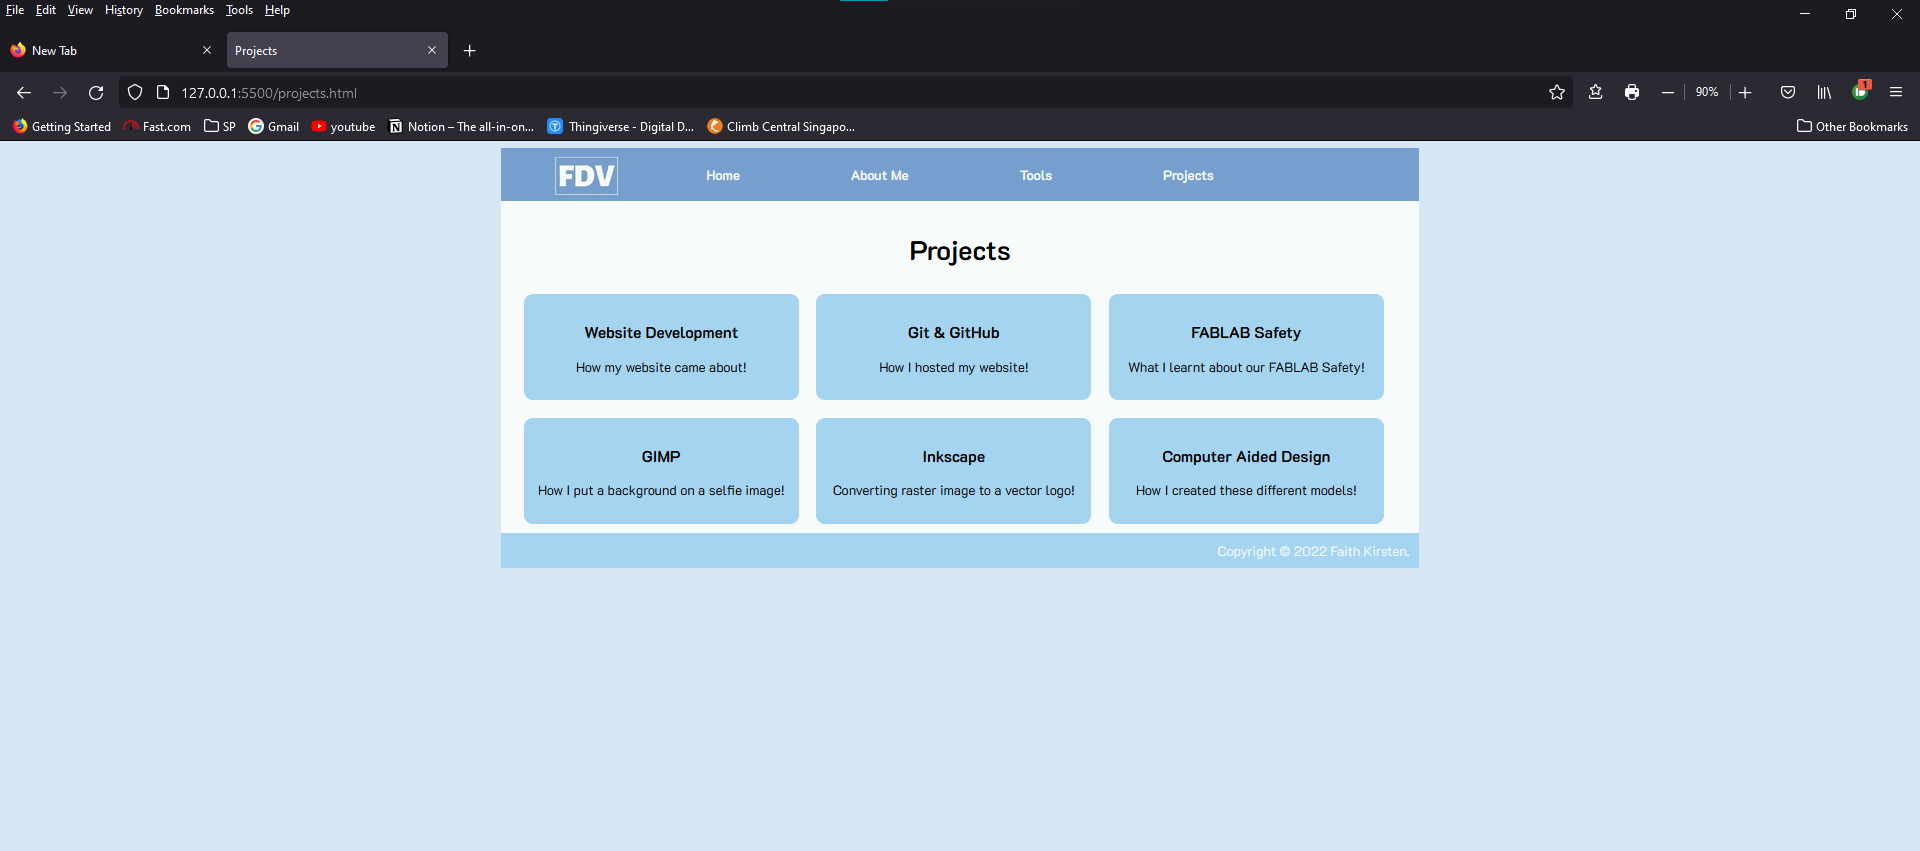 File Edit View History Bookmarks Tools Help
New Tab Projects
127.0.0.1:5500/projects.html 90% 1
Getting Started Fast.com SP Gmail youtube Notion – The all-in-on... Thingiverse - Digital D... Climb Central Singapo... Other Bookmarks
FDV Home About Me Tools Projects
Projects
Website Development
How my website came about!
Git & GitHub
How I hosted my website!
FABLAB Safety
What I learnt about our FABLAB Safety!
GIMP
How I put a background on a selfie image!
Inkscape
Converting raster image to a vector logo!
Computer Aided Design
How I created these different models!
Copyright © 2022 Faith Kirsten.